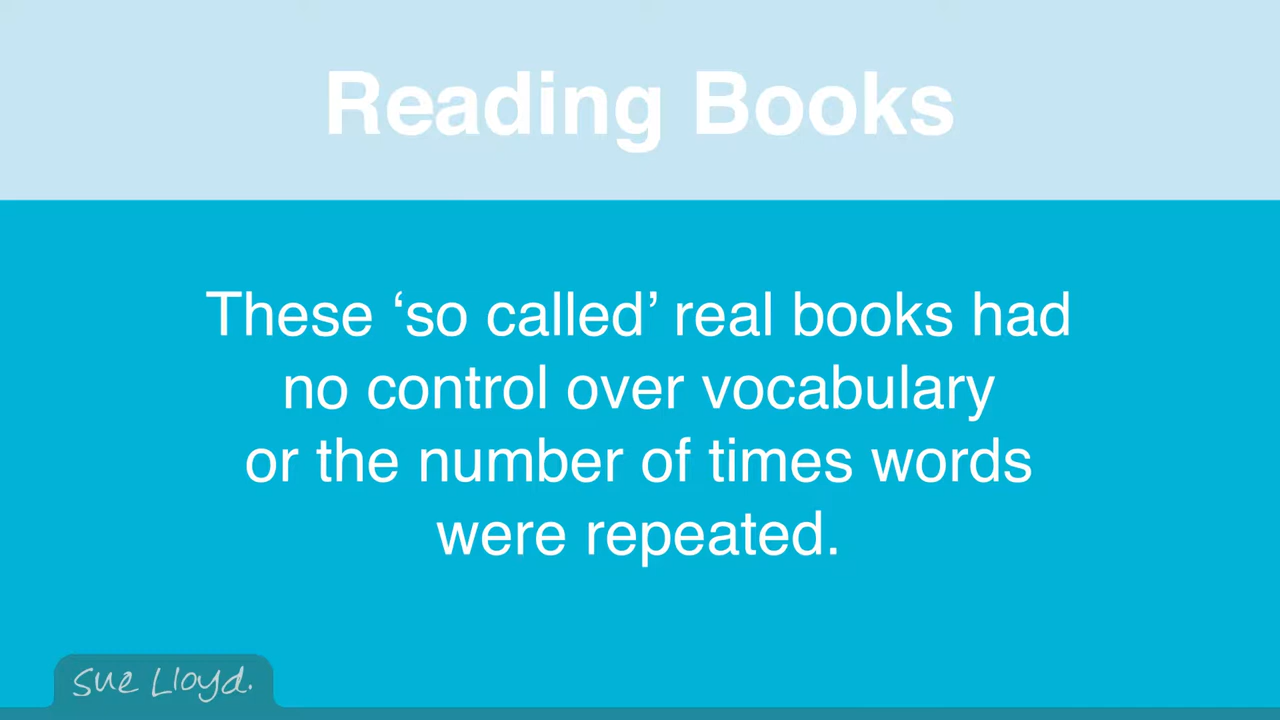 Reading Books
These ‘so called’ real books had
no control over vocabulary
or the number of times words
were repeated.
Sue Lloyd.